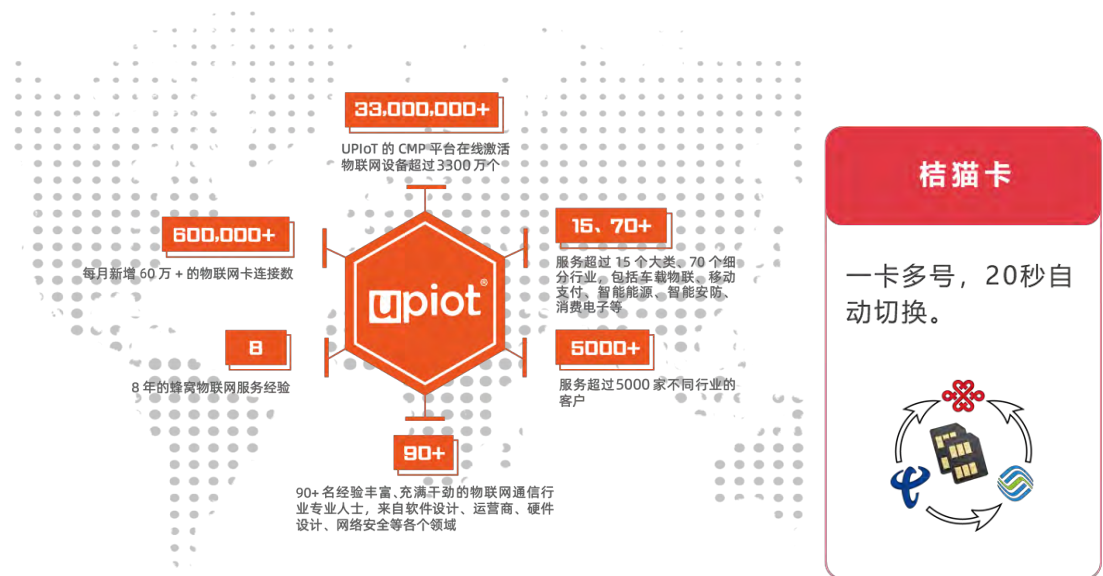 33,000,000+
UPIoT 的 CMP 平台在线激活
物联网设备超过 3300 万个
600,000+
每月新增 60 万 + 的物联网卡连接数
15、70+
服务超过 15 个大类、70 个细
分行业，包括车载物联、移动
支付、智能能源、智能安防、
消费电子等
upiot®
8
8 年的蜂窝物联网服务经验
5000+
服务超过5000 家不同行业的
客户
90+
90+ 名经验丰富、充满干劲的物联网通信行
业专业人士，来自软件设计、运营商、硬件
设计、网络安全等各个领域
桔猫卡
一卡多号，20秒自
动切换。